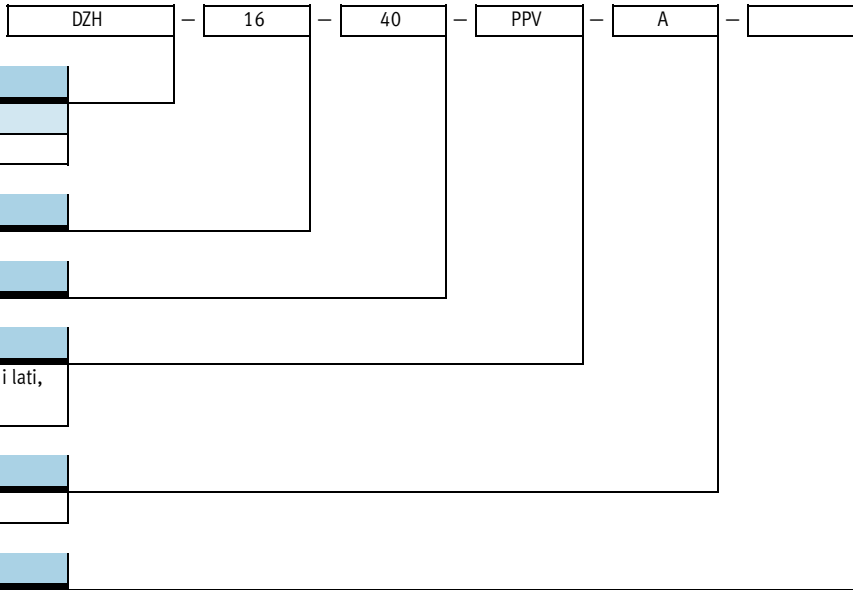 DZH – 16 – 40 – PPV – A –
i lati,